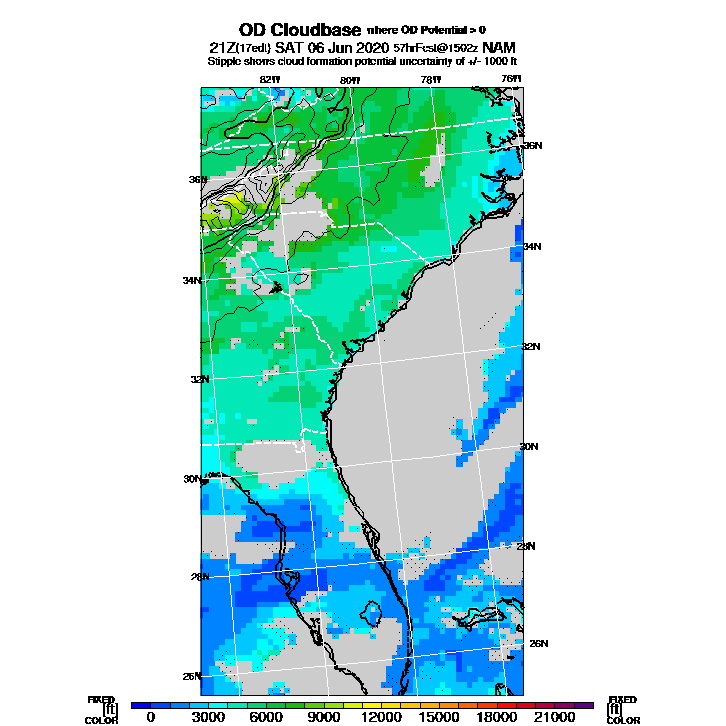 OD Cloudbase where OD Potential > 0
21Z(17edt) SAT 06 Jun 2020 57hrFcst@1502z NAM
Stipple shows cloud formation potential uncertainty of +/- 1000 ft
82W 80W 78W 76W
36N
36N
34N
34N
32N
32N
30N
30N
28N
28N
26N
26N
FIXED FIXED
[ft] [ft]
COLOR COLOR
0 3000 6000 9000 12000 15000 18000 21000